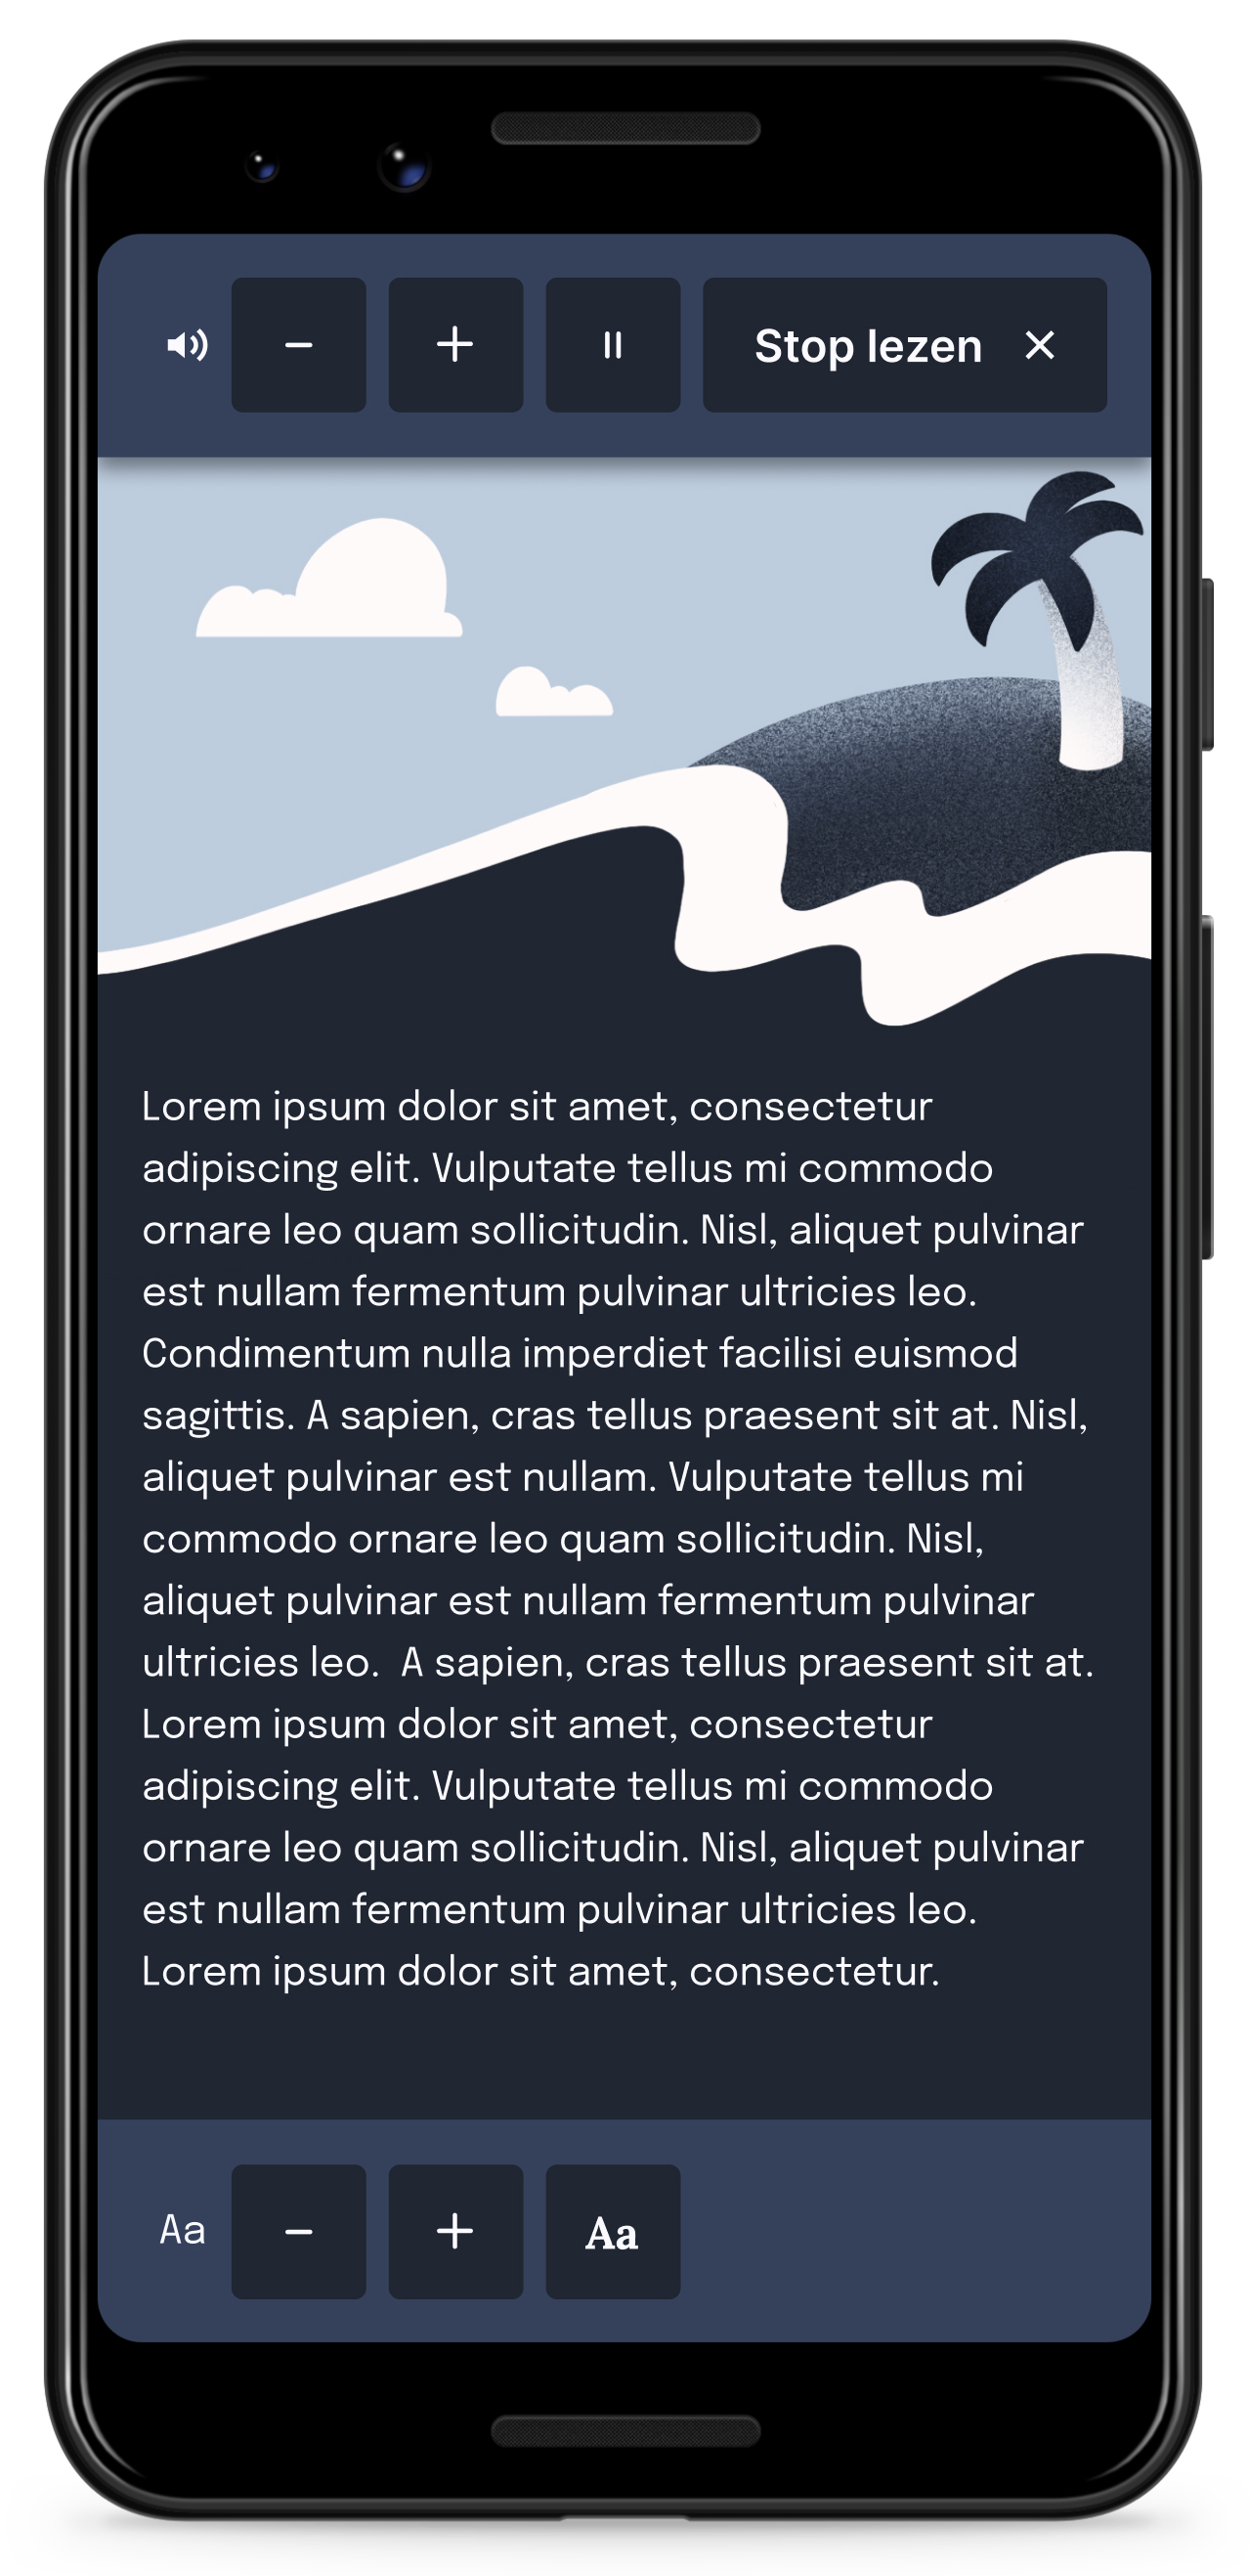 Stop lezen
Lorem ipsum dolor sit amet, consectetur
adipiscing elit. Vulputate tellus mi commodo
ornare leo quam sollicitudin. Nisl, aliquet pulvinar
est nullam fermentum pulvinar ultricies leo.
Condimentum nulla imperdiet facilisi euismod
sagittis. A sapien, cras tellus praesent sit at. Nisl,
aliquet pulvinar est nullam. Vulputate tellus mi
commodo ornare leo quam sollicitudin. Nisl,
aliquet pulvinar est nullam fermentum pulvinar
ultricies leo.  A sapien, cras tellus praesent sit at.
Lorem ipsum dolor sit amet, consectetur
adipiscing elit. Vulputate tellus mi commodo
ornare leo quam sollicitudin. Nisl, aliquet pulvinar
est nullam fermentum pulvinar ultricies leo.
Lorem ipsum dolor sit amet, consectetur.
Aa - + Aa